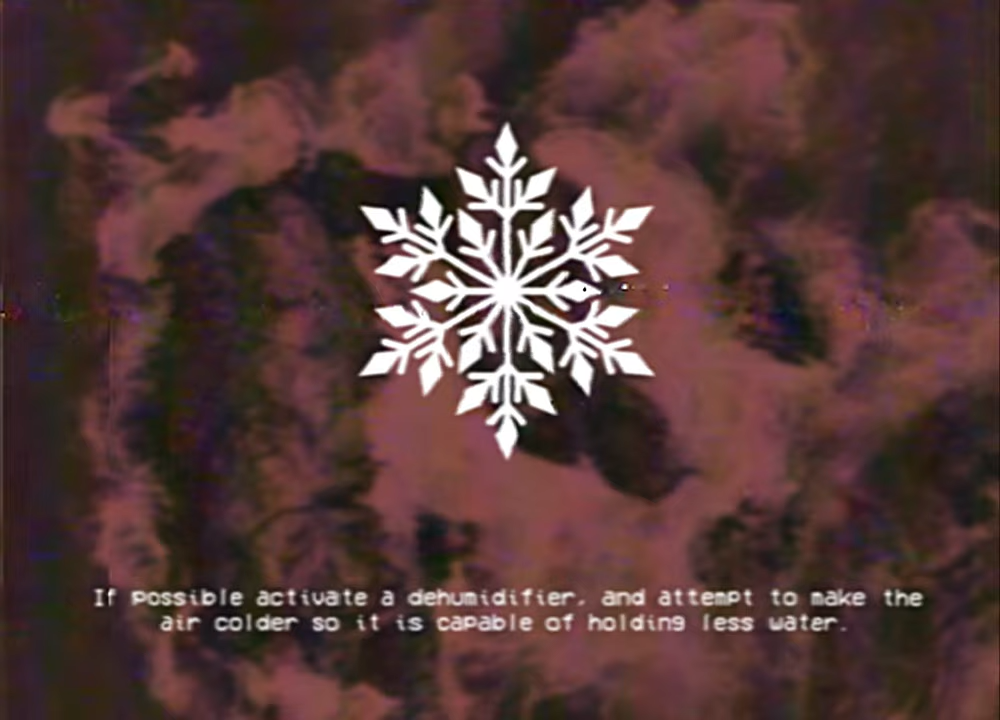 If possible activate a dehumidifier, and attempt to make the
air colder so it is capable of holding less water.